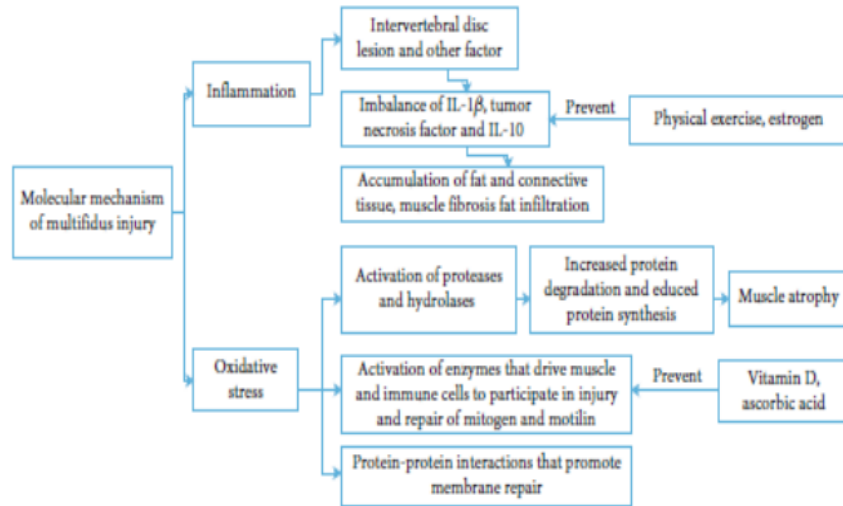 Intervertebral disc
lesion and other factor
Inflammation
Imbalance of IL-1β, tumor
necrosis factor and IL-10
Prevent
Physical exercise, estrogen
Accumulation of fat and connective
tissue, muscle fibrosis fat infiltration
Molecular mechanism
of multifidus injury
Activation of proteases
and hydrolases
Increased protein
degradation and educed
protein synthesis
Muscle atrophy
Oxidative
stress
Activation of enzymes that drive muscle
and immune cells to participate in injury
and repair of mitogen and motilin
Prevent
Vitamin D,
ascorbic acid
Protein-protein interactions that promote
membrane repair